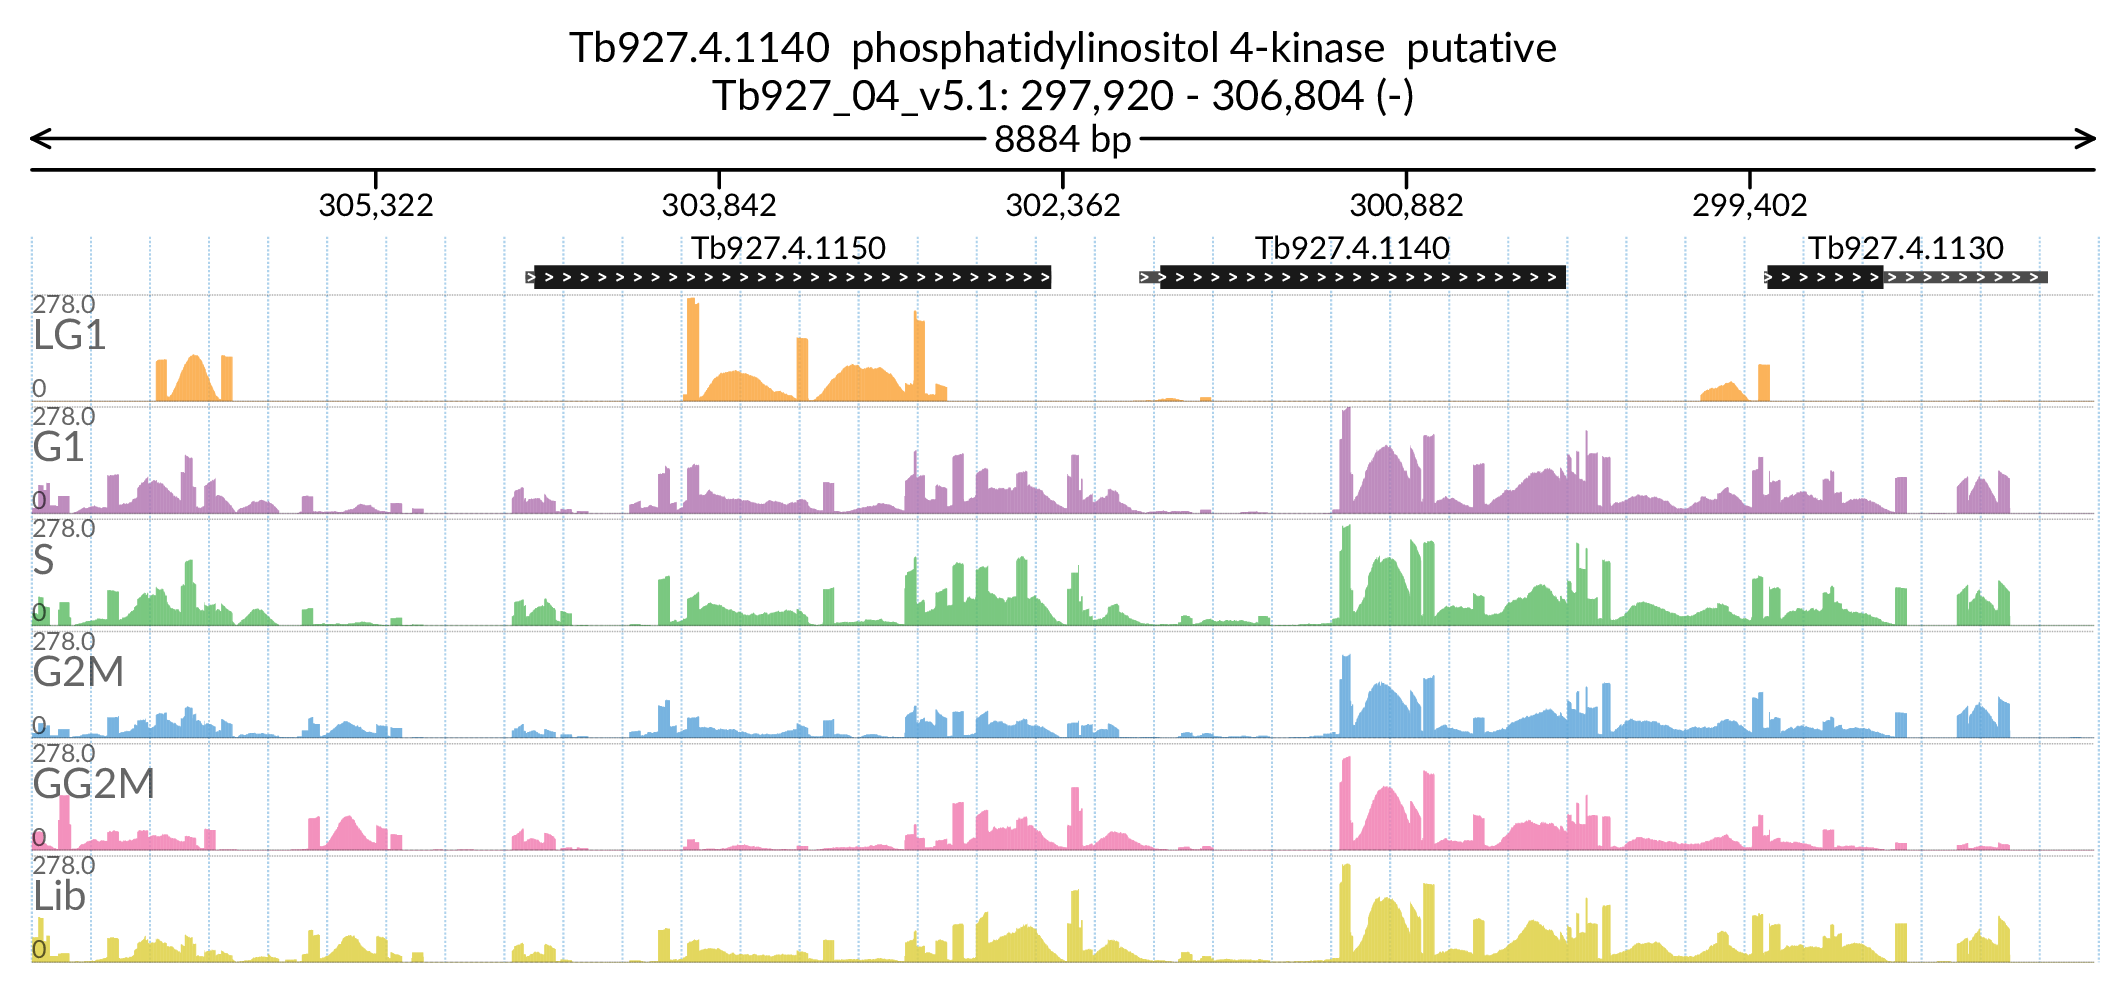 Tb927.4.1140  phosphatidylinositol 4-kinase  putative
Tb927_04_v5.1: 297,920 - 306,804 (-)
8884 bp
305,322 303,842 302,362 300,882 299,402
Tb927.4.1150 Tb927.4.1140 Tb927.4.1130
278.0
LG1
0
278.0
G1
0
278.0
S
0
278.0
G2M
0
278.0
GG2M
0
278.0
Lib
0